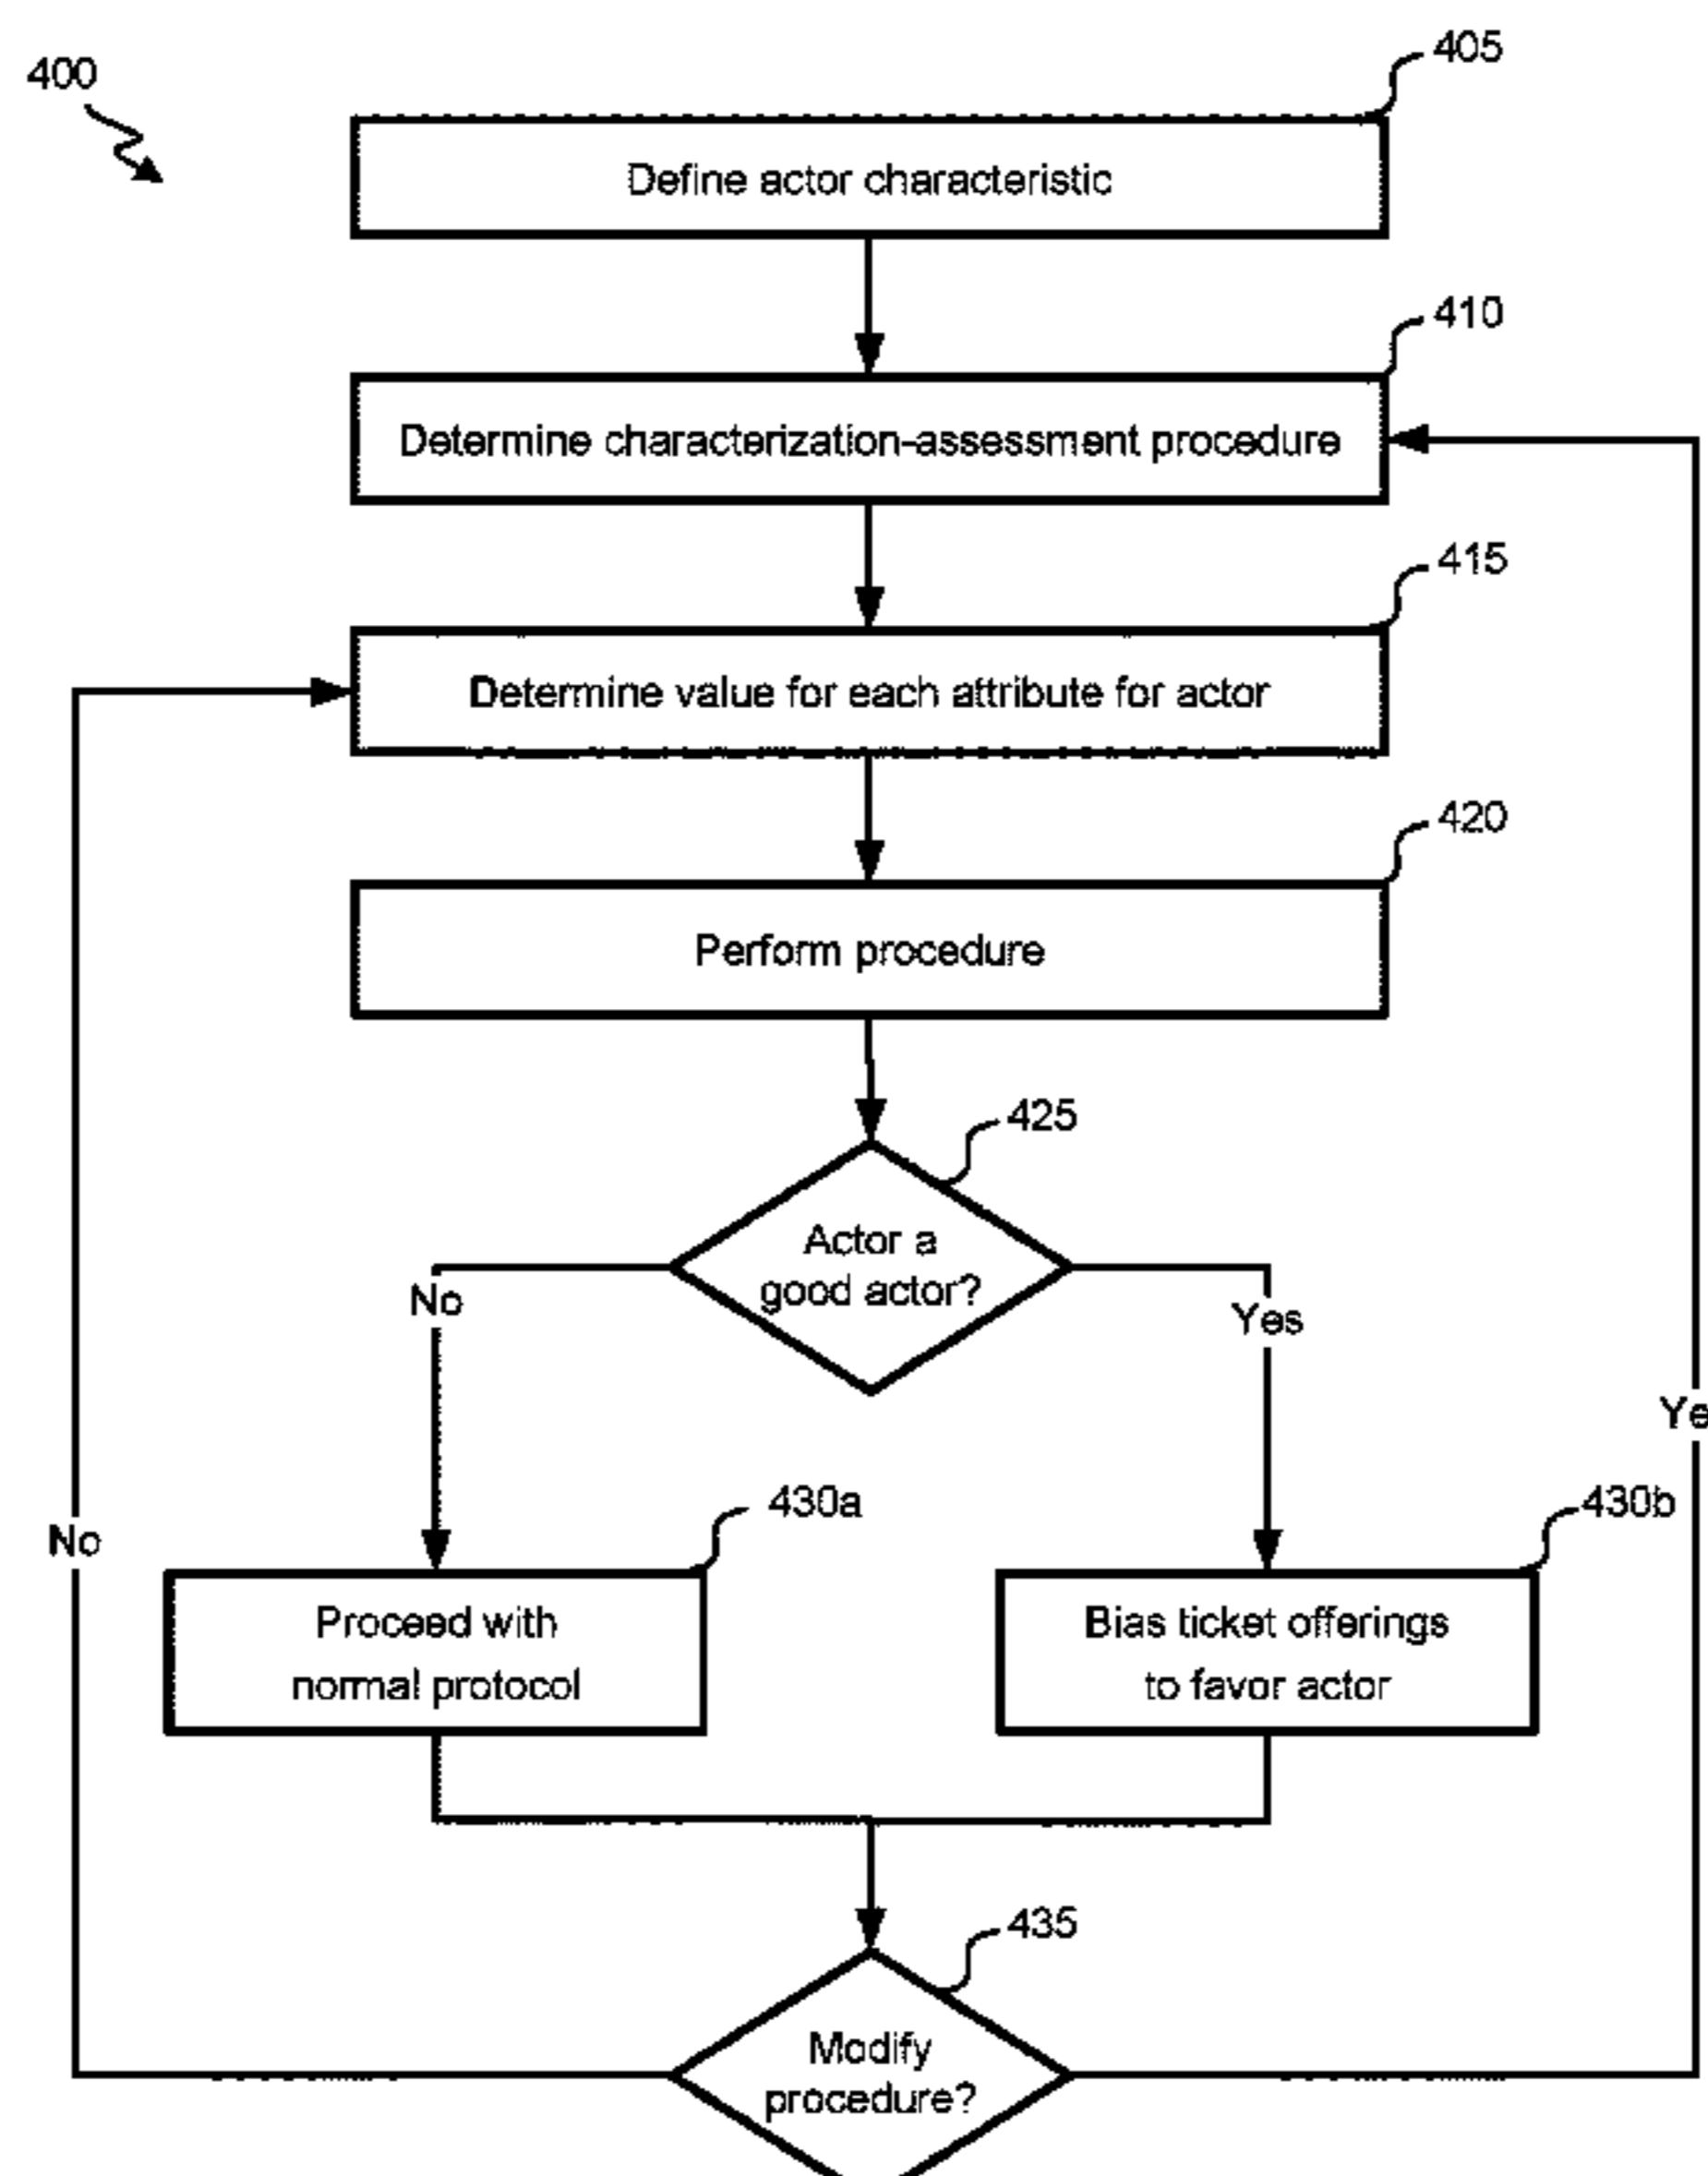 400
405
Define actor characteristic
410
Determine characterization-assessment procedure
415
Determine value for each attribute for actor
420
Perform procedure
425
Actor a
good actor?
No
Yes
Ye
430a
430b
No
Proceed with
normal protocol
Bias ticket offerings
to favor actor
435
Modify
procedure?